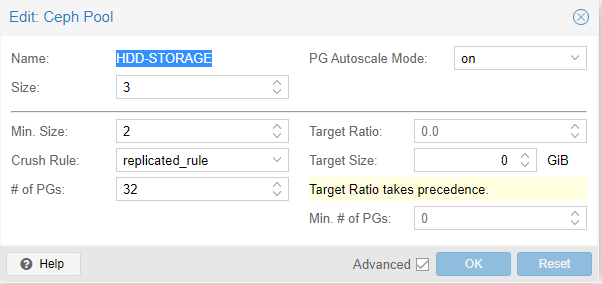 Edit: Ceph Pool
Name: HDD-STORAGE PG Autoscale Mode: on
Size: 3
Min. Size: 2 Target Ratio: 0.0
Crush Rule: replicated_rule Target Size: 0 GiB
# of PGs: 32 Target Ratio takes precedence.
Min. # of PGs: 0
Help Advanced OK Reset